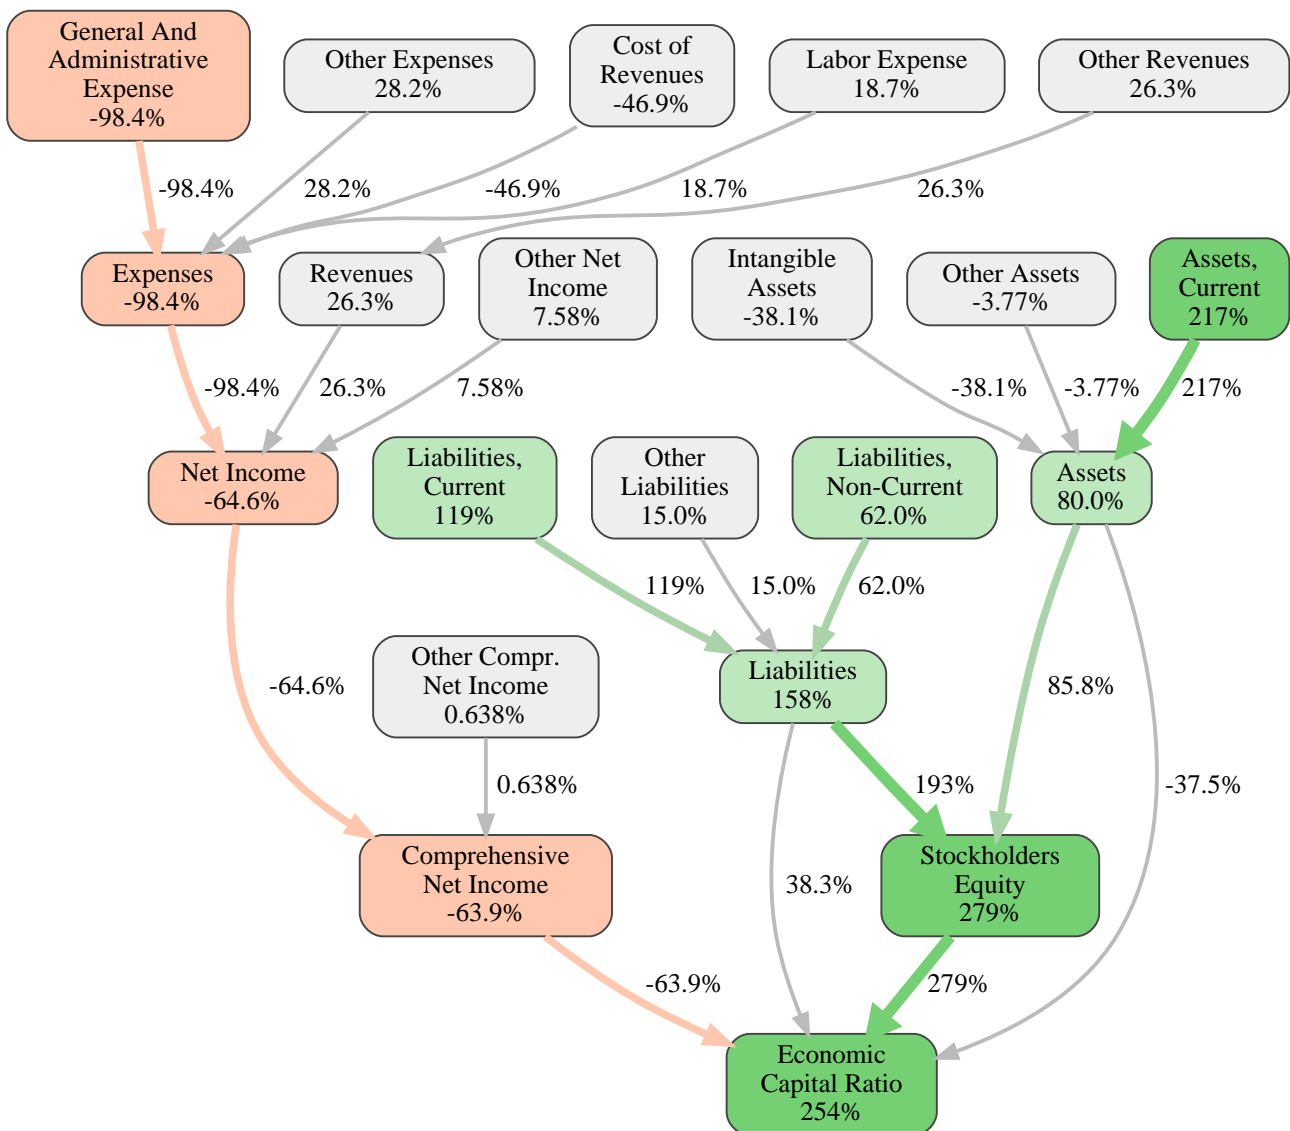 General And
Administrative
Expense
-98.4%
Other Expenses
28.2%
Cost of
Revenues
-46.9%
Labor Expense
18.7%
Other Revenues
26.3%
-98.4%
28.2%
-46.9%
18.7%
26.3%
Expenses
-98.4%
Revenues
26.3%
Other Net
Income
7.58%
Intangible
Assets
-38.1%
Other Assets
-3.77%
Assets,
Current
217%
-98.4%
26.3%
7.58%
-38.1%
-3.77%
217%
Net Income
-64.6%
Liabilities,
Current
119%
Other
Liabilities
15.0%
Liabilities,
Non-Current
62.0%
Assets
80.0%
119%
15.0%
62.0%
-64.6%
Other Compr.
Net Income
0.638%
Liabilities
158%
85.8%
0.638%
193%
-37.5%
Comprehensive
Net Income
-63.9%
38.3%
Stockholders
Equity
279%
-63.9%
279%
Economic
Capital Ratio
254%